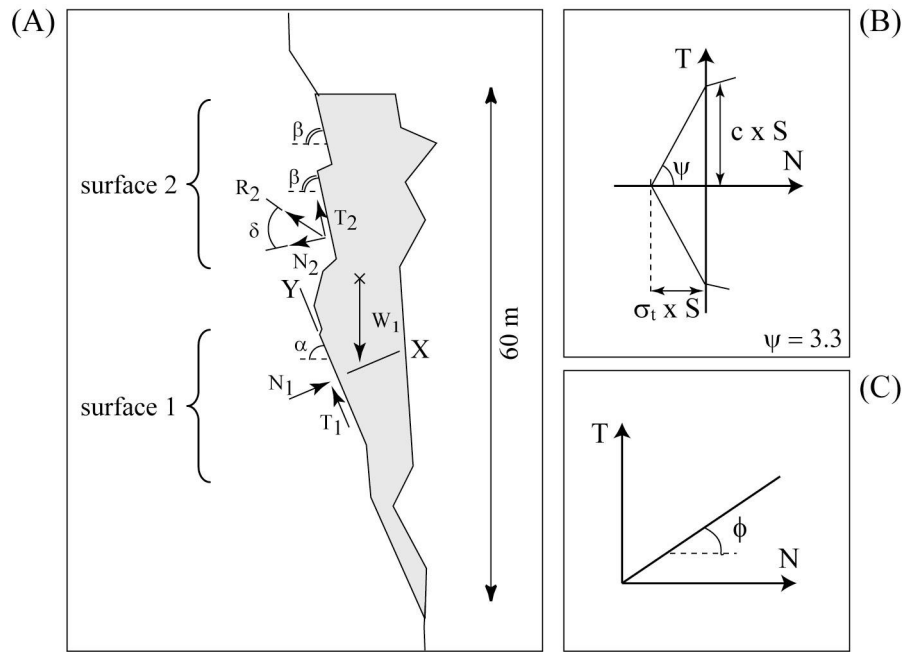 (A)
surface 2
β
β
R₂
δ
T₂
N₂
Y
W₁
X
α
N₁
T₁
surface 1
60 m
(B)
T
c x S
N
ψ
σₜ x S
ψ = 3.3
(C)
T
ϕ
N